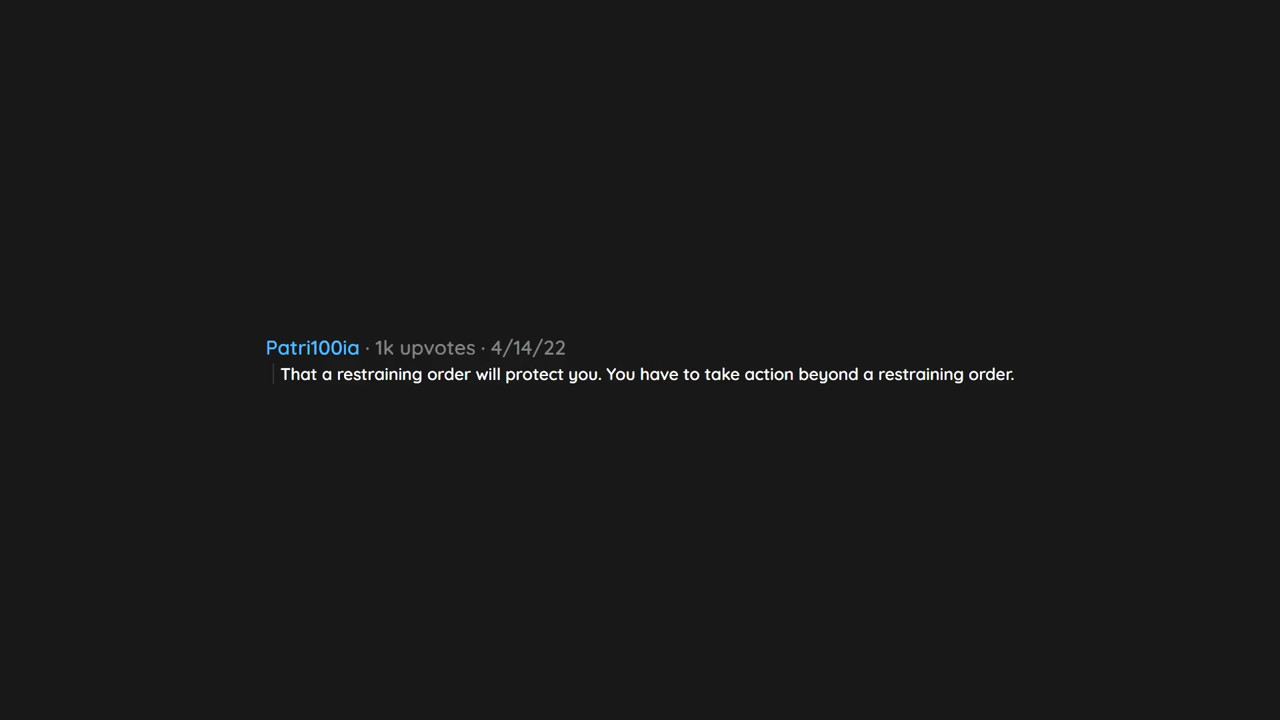 Patri100ia · 1k upvotes · 4/14/22
That a restraining order will protect you. You have to take action beyond a restraining order.